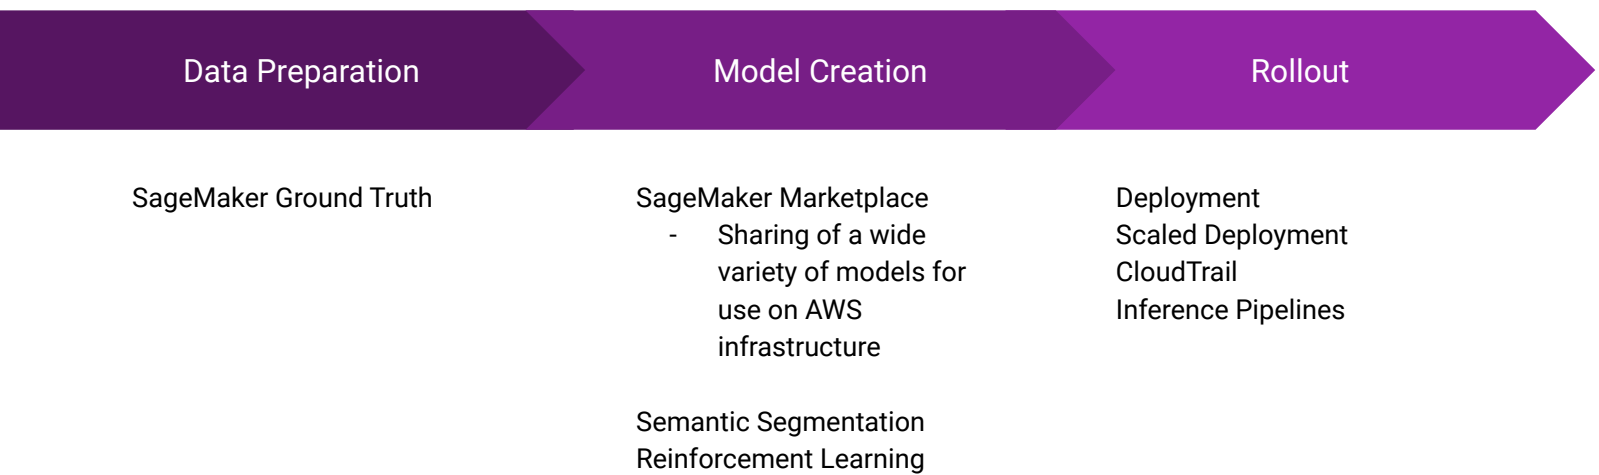 Data Preparation
Model Creation
Rollout
SageMaker Ground Truth
SageMaker Marketplace
- Sharing of a wide
variety of models for
use on AWS
infrastructure
Semantic Segmentation
Reinforcement Learning
Deployment
Scaled Deployment
CloudTrail
Inference Pipelines